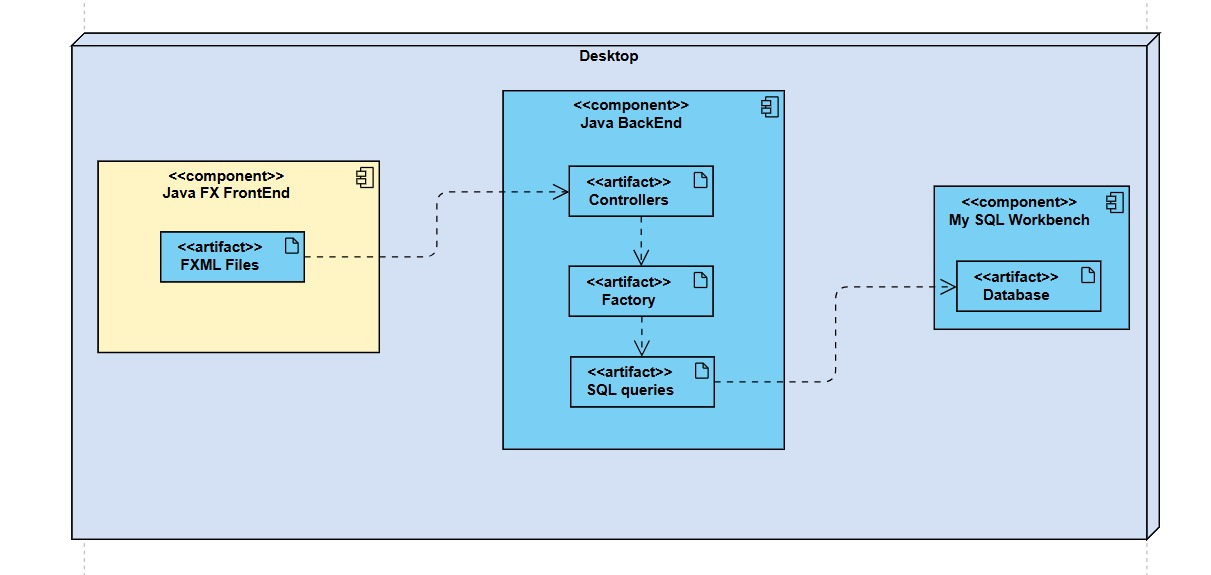 Desktop
<<component>>
Java FX FrontEnd
<<artifact>>
FXML Files
<<component>>
Java BackEnd
<<artifact>>
Controllers
<<artifact>>
Factory
<<artifact>>
SQL queries
<<component>>
My SQL Workbench
<<artifact>>
Database